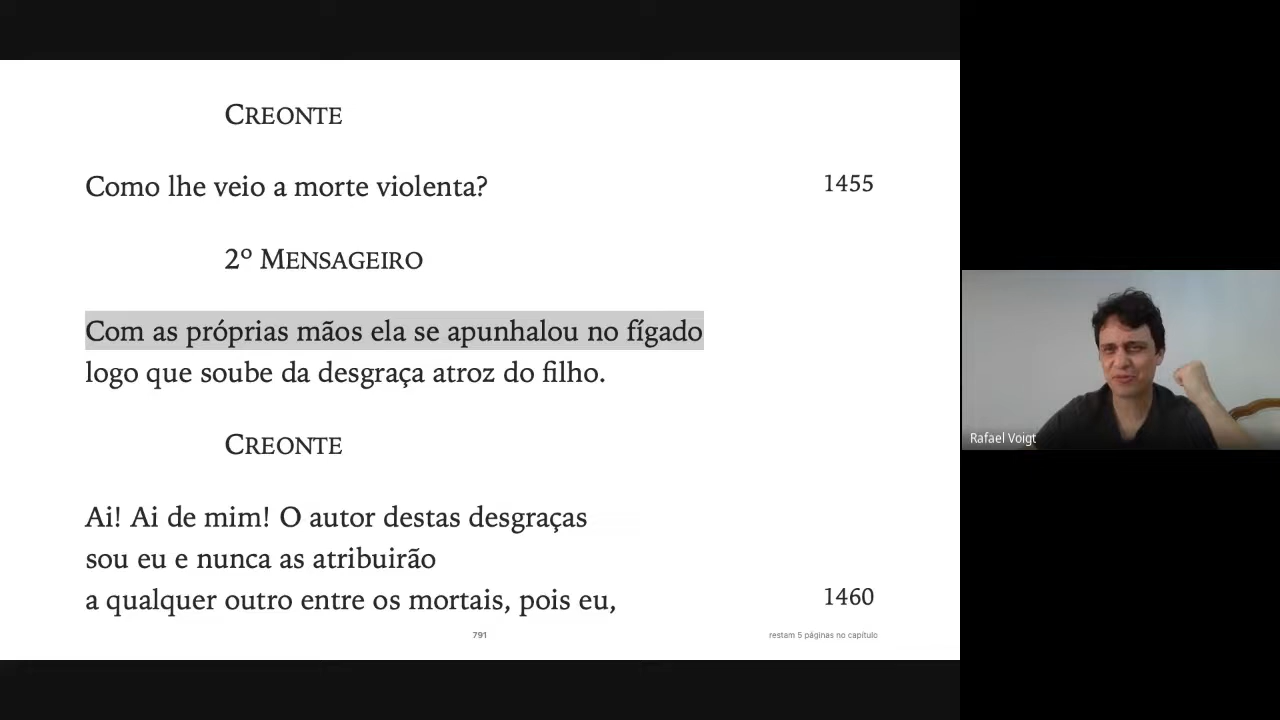 CREONTE
Como lhe veio a morte violenta? 1455
2º MENSAGEIRO
Com as próprias mãos ela se apunhalou no fígado
logo que soube da desgraça atroz do filho.
CREONTE
Ai! Ai de mim! O autor destas desgraças
sou eu e nunca as atribuirão
a qualquer outro entre os mortais, pois eu, 1460
791 restam 5 páginas no capítulo
Rafael Voigt